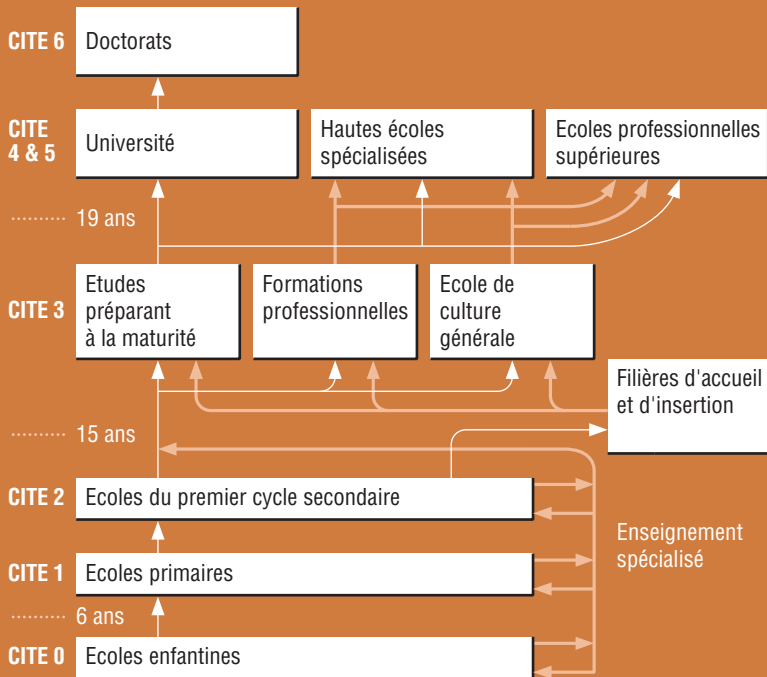 CITE 6
Doctorats
CITE
4 & 5
Université
Hautes écoles
spécialisées
Ecoles professionnelles
supérieures
.......... 19 ans
CITE 3
Etudes
préparant
à la maturité
Formations
professionnelles
Ecole de
culture
générale
Filières d'accueil
et d'insertion
.......... 15 ans
CITE 2
Ecoles du premier cycle secondaire
Enseignement
spécialisé
CITE 1
Ecoles primaires
.......... 6 ans
CITE 0
Ecoles enfantines